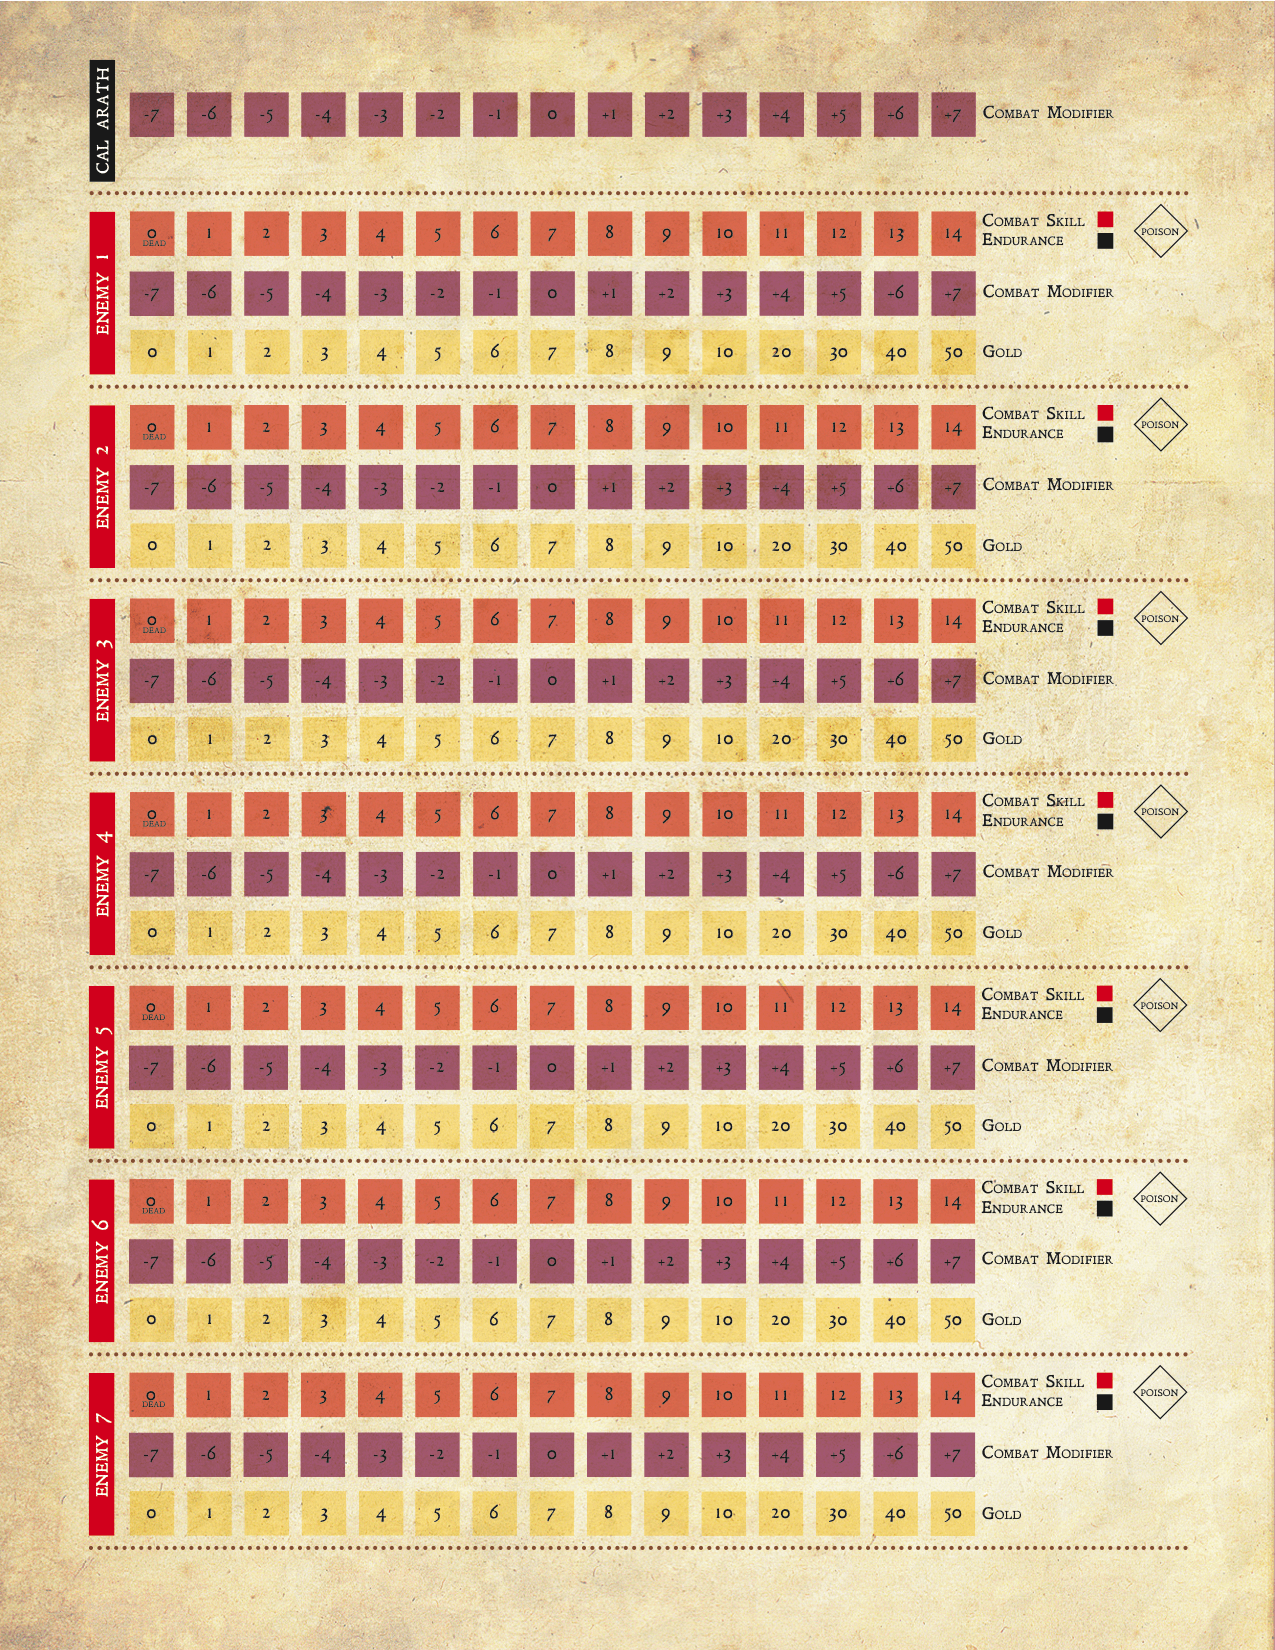 CAL ARATH
-7 -6 -5 -4 -3 -2 -1 0 +1 +2 +3 +4 +5 +6 +7 Combat Modifier
ENEMY 1
0 DEAD 1 2 3 4 5 6 7 8 9 10 11 12 13 14 Combat Skill
Endurance
POISON
-7 -6 -5 -4 -3 -2 -1 0 +1 +2 +3 +4 +5 +6 +7 Combat Modifier
0 1 2 3 4 5 6 7 8 9 10 20 30 40 50 Gold
ENEMY 2
0 DEAD 1 2 3 4 5 6 7 8 9 10 11 12 13 14 Combat Skill
Endurance
POISON
-7 -6 -5 -4 -3 -2 -1 0 +1 +2 +3 +4 +5 +6 +7 Combat Modifier
0 1 2 3 4 5 6 7 8 9 10 20 30 40 50 Gold
ENEMY 3
0 DEAD 1 2 3 4 5 6 7 8 9 10 11 12 13 14 Combat Skill
Endurance
POISON
-7 -6 -5 -4 -3 -2 -1 0 +1 +2 +3 +4 +5 +6 +7 Combat Modifier
0 1 2 3 4 5 6 7 8 9 10 20 30 40 50 Gold
ENEMY 4
0 DEAD 1 2 3 4 5 6 7 8 9 10 11 12 13 14 Combat Skill
Endurance
POISON
-7 -6 -5 -4 -3 -2 -1 0 +1 +2 +3 +4 +5 +6 +7 Combat Modifier
0 1 2 3 4 5 6 7 8 9 10 20 30 40 50 Gold
ENEMY 5
0 DEAD 1 2 3 4 5 6 7 8 9 10 11 12 13 14 Combat Skill
Endurance
POISON
-7 -6 -5 -4 -3 -2 -1 0 +1 +2 +3 +4 +5 +6 +7 Combat Modifier
0 1 2 3 4 5 6 7 8 9 10 20 30 40 50 Gold
ENEMY 6
0 DEAD 1 2 3 4 5 6 7 8 9 10 11 12 13 14 Combat Skill
Endurance
POISON
-7 -6 -5 -4 -3 -2 -1 0 +1 +2 +3 +4 +5 +6 +7 Combat Modifier
0 1 2 3 4 5 6 7 8 9 10 20 30 40 50 Gold
ENEMY 7
0 DEAD 1 2 3 4 5 6 7 8 9 10 11 12 13 14 Combat Skill
Endurance
POISON
-7 -6 -5 -4 -3 -2 -1 0 +1 +2 +3 +4 +5 +6 +7 Combat Modifier
0 1 2 3 4 5 6 7 8 9 10 20 30 40 50 Gold